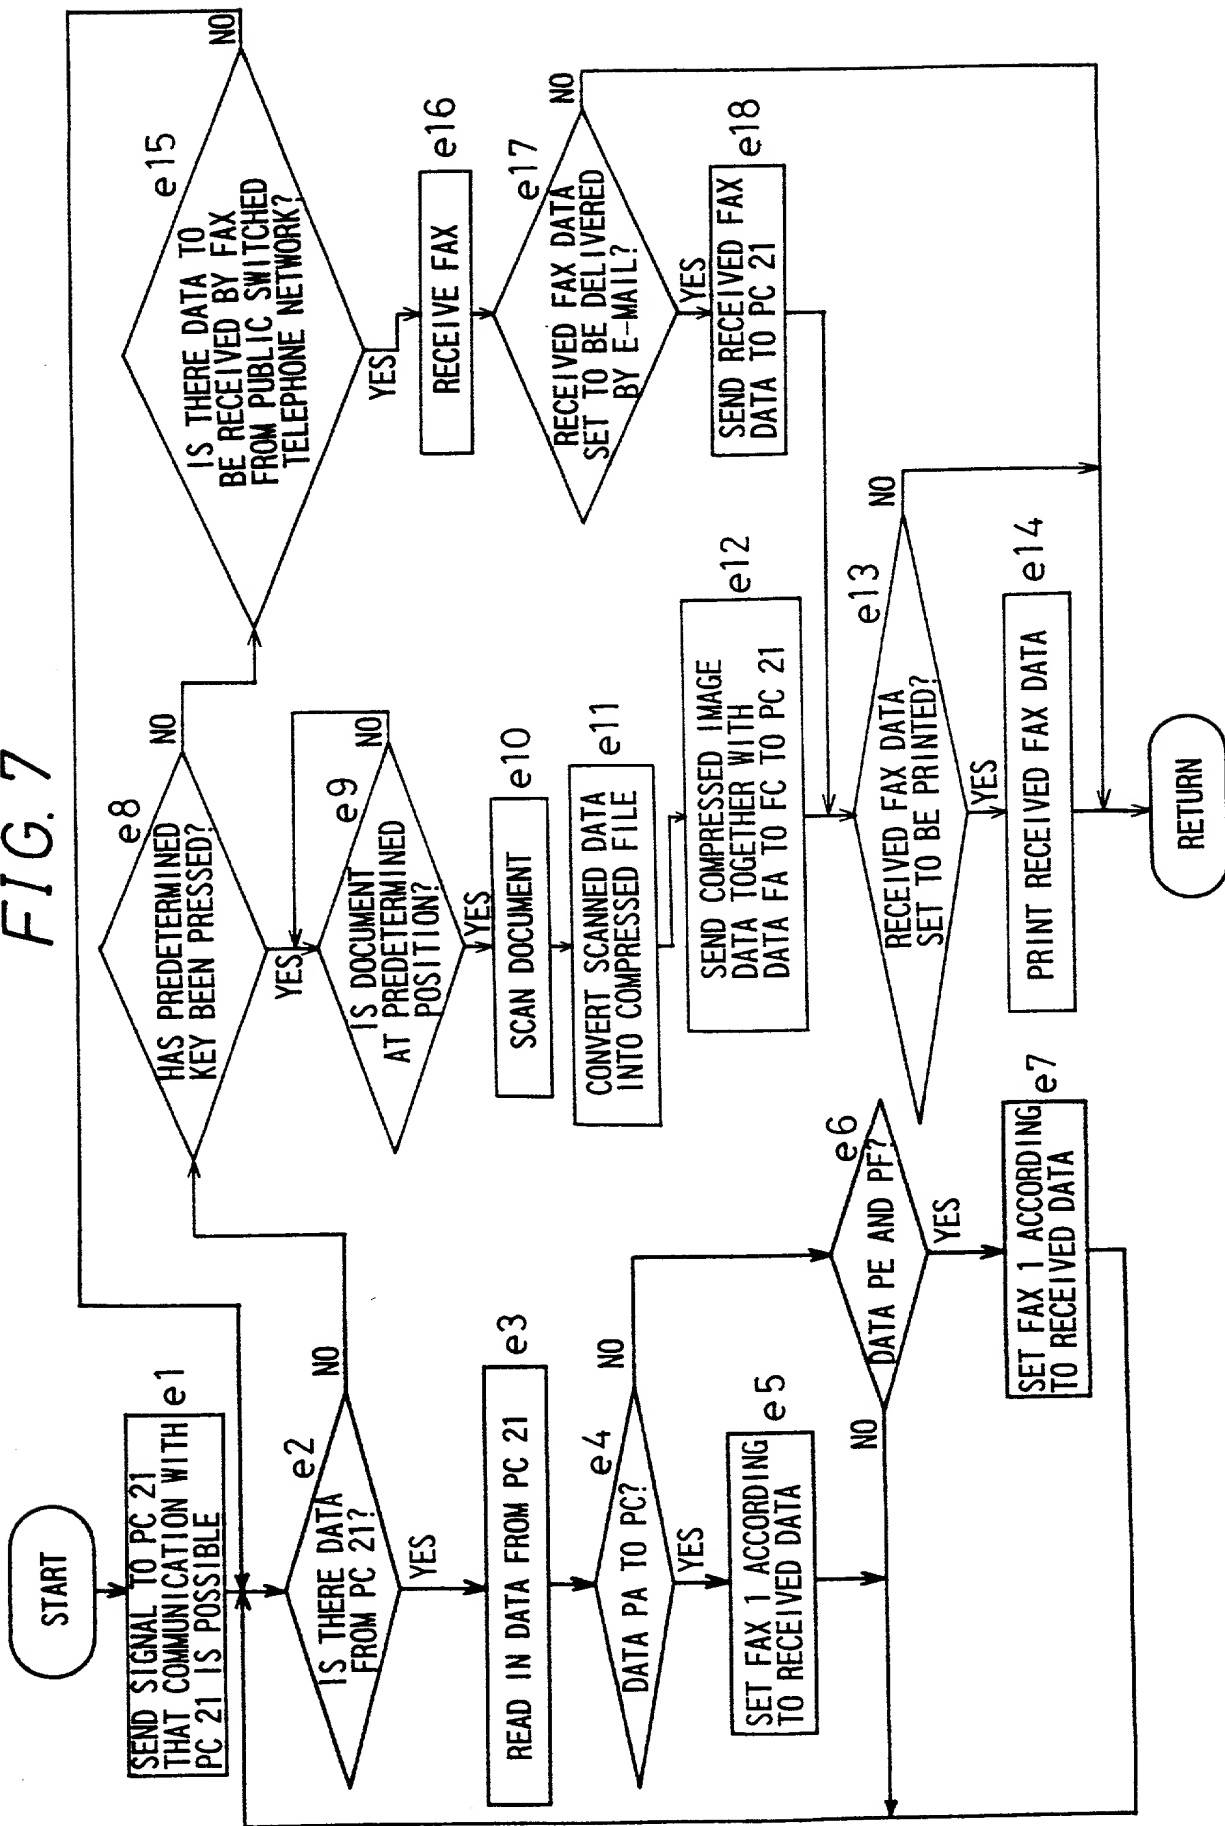 FIG. 7
START
SEND SIGNAL TO PC 21
THAT COMMUNICATION WITH
PC 21 IS POSSIBLE
e1
IS THERE DATA
FROM PC 21?
e2
NO
YES
READ IN DATA FROM PC 21
e3
DATA PA TO PC?
e4
NO
YES
SET FAX 1 ACCORDING
TO RECEIVED DATA
e5
DATA PE AND PF?
e6
NO
YES
SET FAX 1 ACCORDING
TO RECEIVED DATA
e7
HAS PREDETERMINED
KEY BEEN PRESSED?
e8
NO
YES
IS DOCUMENT
AT PREDETERMINED
POSITION?
e9
NO
YES
SCAN DOCUMENT
e10
CONVERT SCANNED DATA
INTO COMPRESSED FILE
e11
SEND COMPRESSED IMAGE
DATA TOGETHER WITH
DATA FA TO FC TO PC 21
e12
RECEIVED FAX DATA
SET TO BE PRINTED?
e13
NO
YES
PRINT RECEIVED FAX DATA
e14
RETURN
IS THERE DATA TO
BE RECEIVED BY FAX
FROM PUBLIC SWITCHED
TELEPHONE NETWORK?
e15
NO
YES
RECEIVE FAX
e16
RECEIVED FAX DATA
SET TO BE DELIVERED
BY E-MAIL?
e17
NO
YES
SEND RECEIVED FAX
DATA TO PC 21
e18